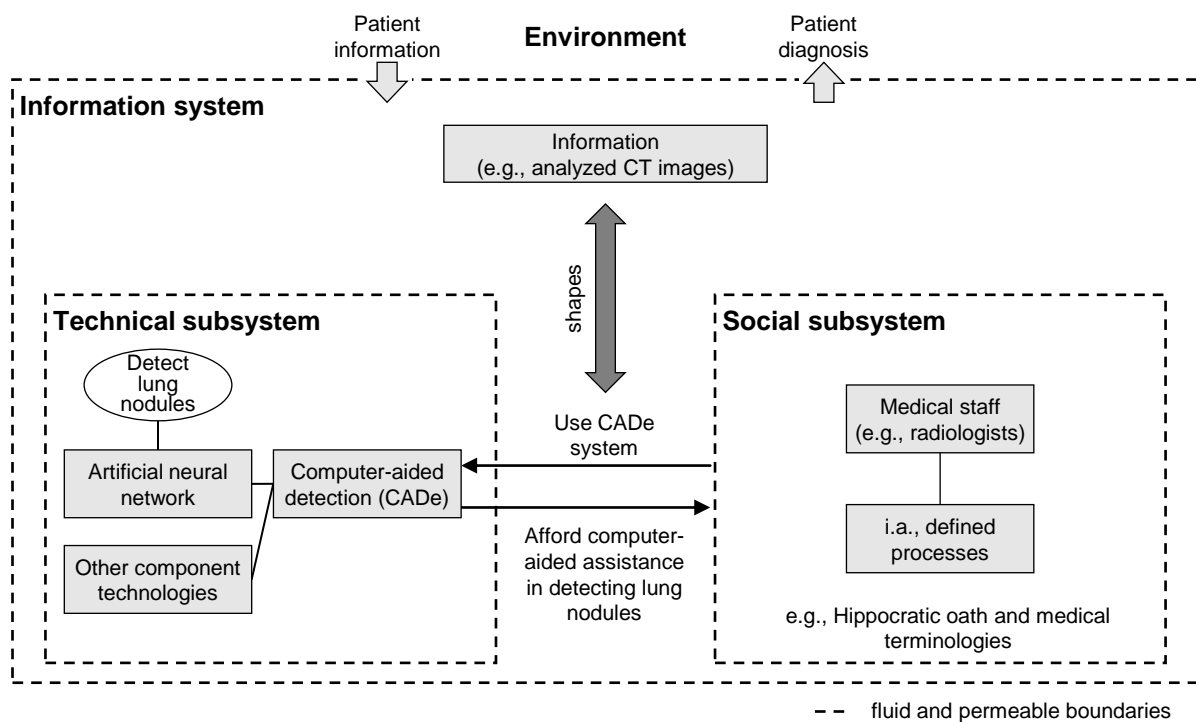 Patient
information
Environment
Patient
diagnosis
Information system
Information
(e.g., analyzed CT images)
shapes
Technical subsystem
Detect
lung
nodules
Artificial neural
network
Computer-aided
detection (CADe)
Other component
technologies
Use CADe
system
Afford computer-
aided assistance
in detecting lung
nodules
Social subsystem
Medical staff
(e.g., radiologists)
i.a., defined
processes
e.g., Hippocratic oath and medical
terminologies
fluid and permeable boundaries